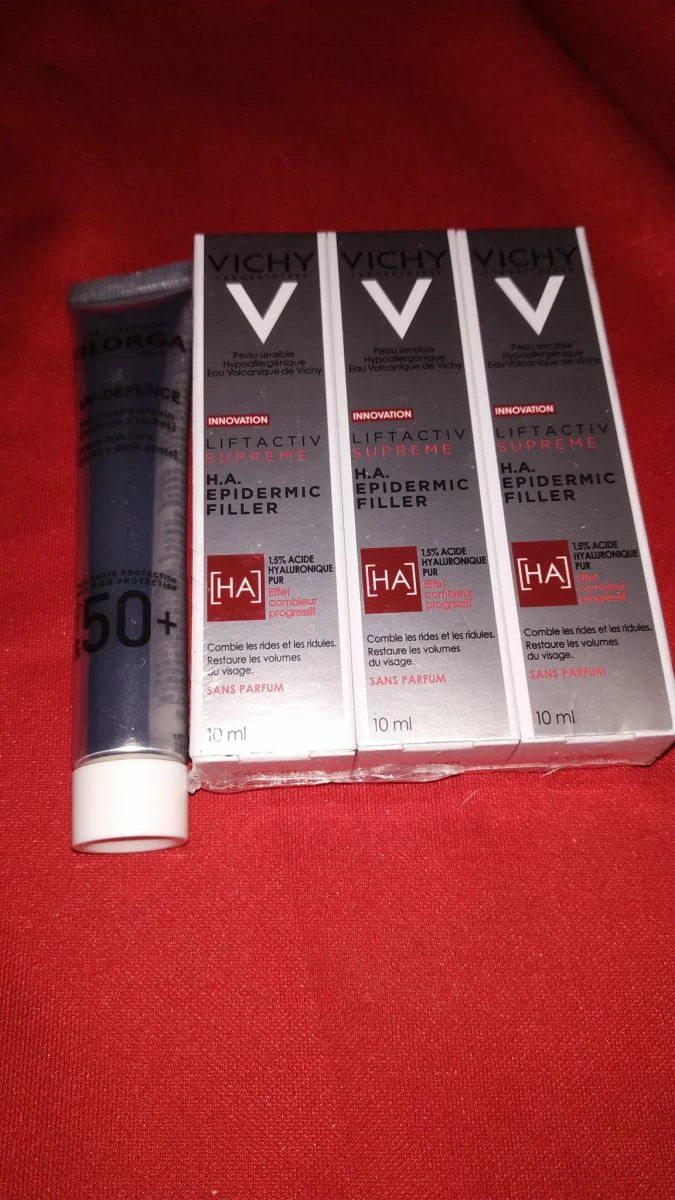 UV-DEFENCE
50+
VICHY
LABORATOIRES
V
Peau sensible
Hypoallergénique
Eau Volcanique de Vichy
INNOVATION
LIFTACTIV
SUPREME
H.A.
EPIDERMIC
FILLER
[HA]
1,5% ACIDE
HYALURONIQUE
PUR
Effet
combleur
progressif
Comble les rides et les ridules.
Restaure les volumes
du visage.
SANS PARFUM
10 ml
VICHY
LABORATOIRES
V
Peau sensible
Hypoallergénique
Eau Volcanique de Vichy
INNOVATION
LIFTACTIV
SUPREME
H.A.
EPIDERMIC
FILLER
[HA]
1,5% ACIDE
HYALURONIQUE
PUR
Effet
combleur
progressif
Comble les rides et les ridules.
Restaure les volumes
du visage.
SANS PARFUM
10 ml
VICHY
LABORATOIRES
V
Peau sensible
Hypoallergénique
Eau Volcanique de Vichy
INNOVATION
LIFTACTIV
SUPREME
H.A.
EPIDERMIC
FILLER
[HA]
1,5% ACIDE
HYALURONIQUE
PUR
Effet
combleur
progressif
Comble les rides et les ridules.
Restaure les volumes
du visage.
SANS PARFUM
10 ml